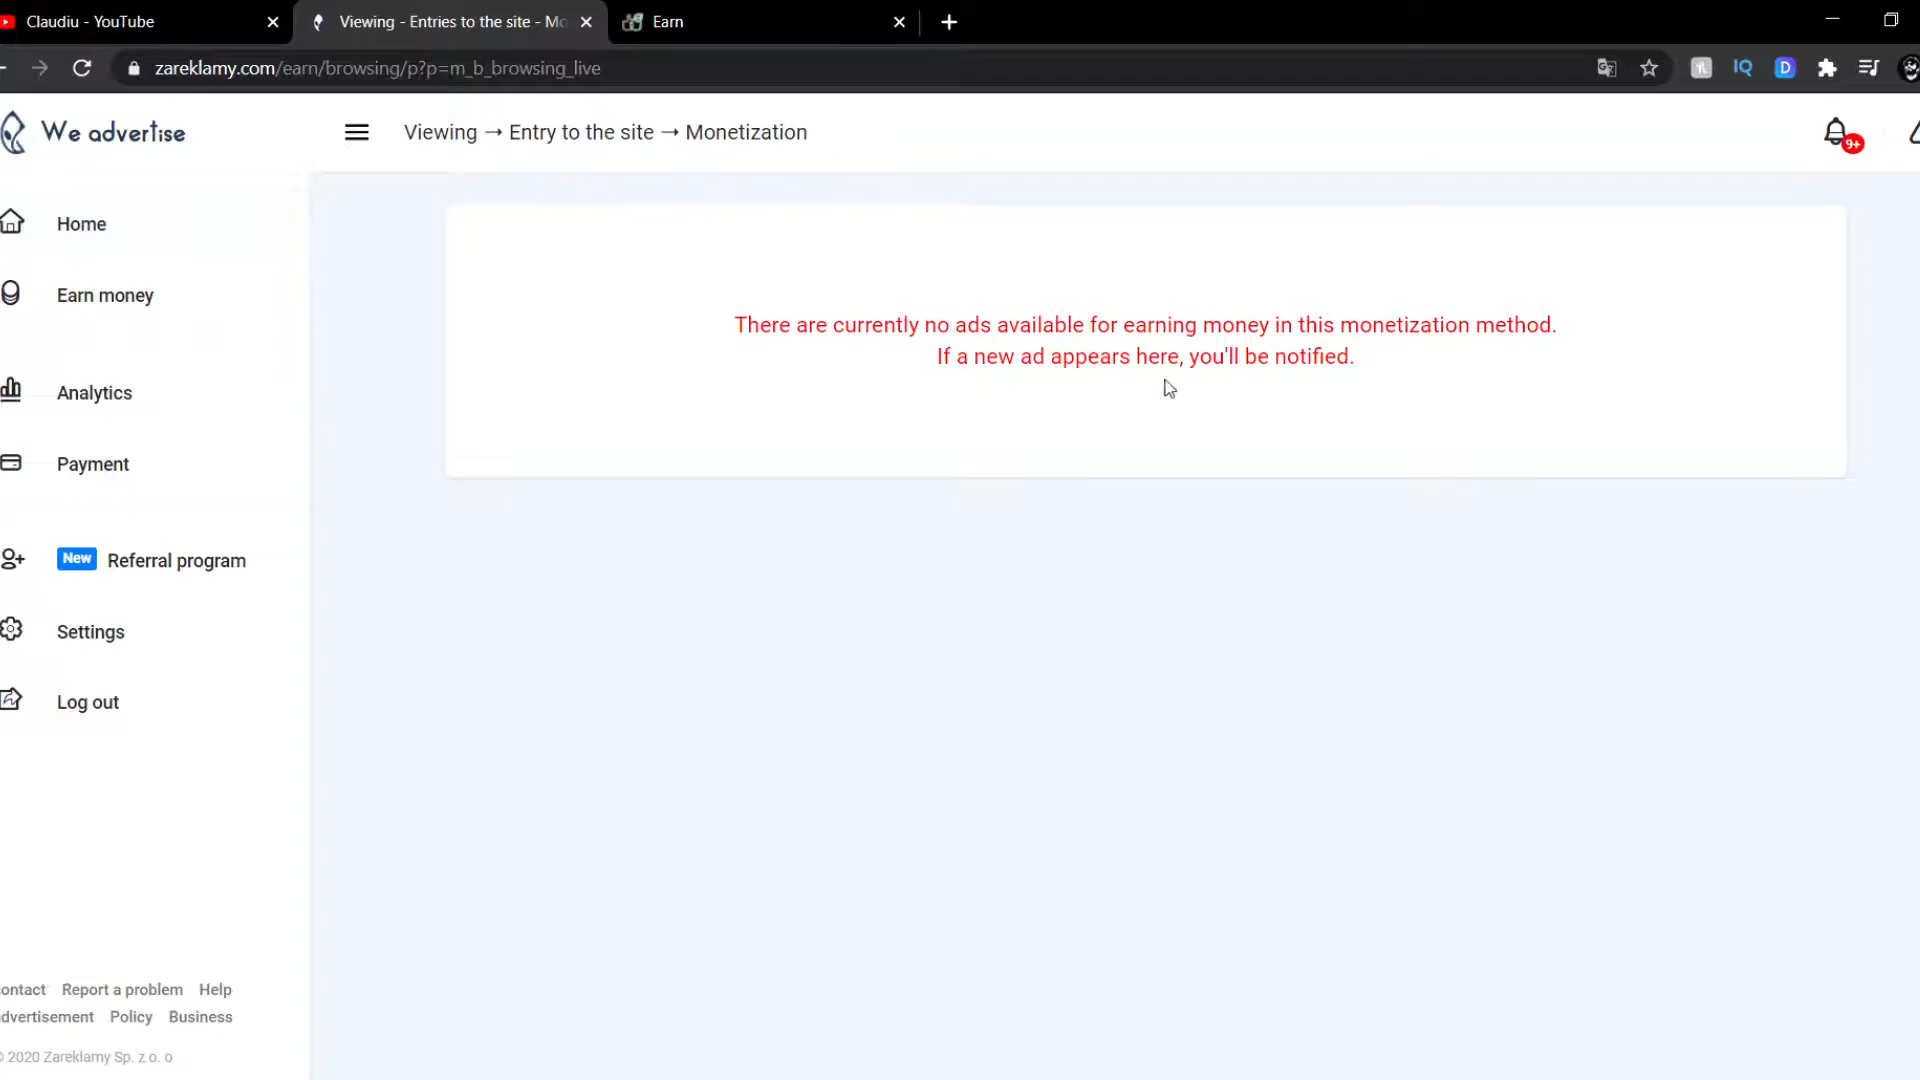 Claudiu - YouTube
Viewing - Entries to the site - Mo
Earn
zareklamy.com/earn/browsing/p?p=m_b_browsing_live
IQ
D
We advertise
Viewing → Entry to the site → Monetization
9+
Home
Earn money
Analytics
Payment
New Referral program
Settings
Log out
There are currently no ads available for earning money in this monetization method.
If a new ad appears here, you'll be notified.
ontact Report a problem Help
dvertisement Policy Business
© 2020 Zareklamy Sp. z o. o